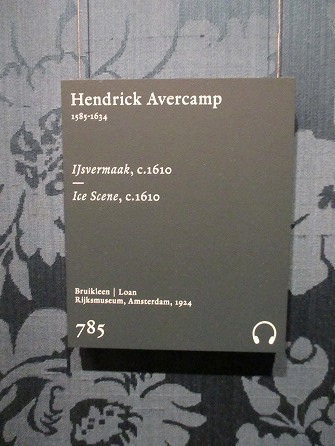 Hendrick Avercamp
1585-1634
IJsvermaak, c.1610
Ice Scene, c.1610
Bruikleen | Loan
Rijksmuseum, Amsterdam, 1924
785